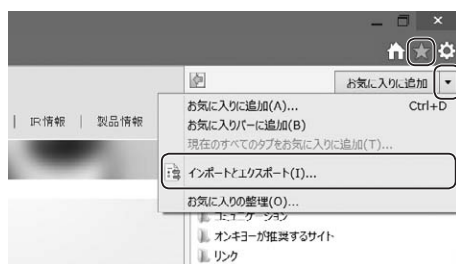 お気に入りに追加
IR情報 | 製品情報
お気に入りに追加(A)... Ctrl+D
お気に入りバーに追加(B)
現在のすべてのタブをお気に入りに追加(T)...
インポートとエクスポート(I)...
お気に入りの整理(O)...
コミュニケーション
オンキヨーが推奨するサイト
リンク